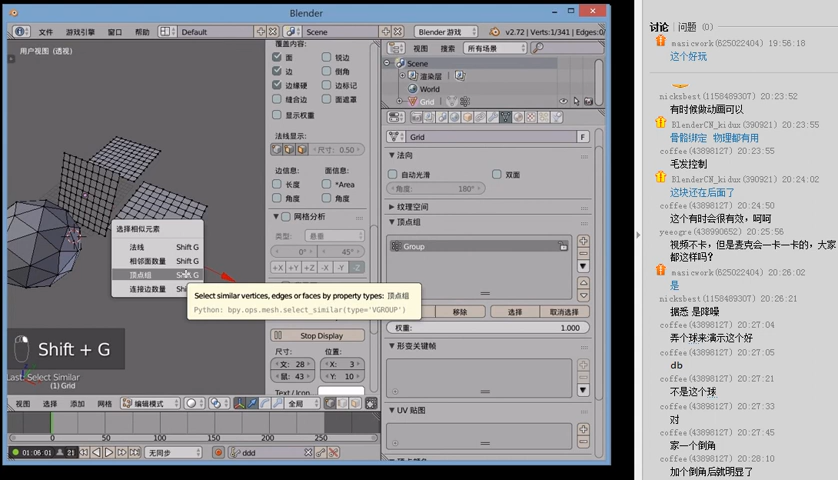 Blender
文件
游戏引擎
窗口
帮助
Default
Scene
Blender游戏
v2.72 | Verts:1/341 | Edges:0/
用户视图 (透视)
覆盖内容:
面
锐边
边
倒角
边缘硬
边标记
缝合边
面遮罩
显示权重
法线显示:
尺寸: 0.50
边信息:
面信息:
长度
*Area
角度
角度
网格分析
类型:
悬垂
0°
45°
+X
+Y
+Z
-X
-Y
-Z
选择相似元素
法线 Shift G
相邻面数量 Shift G
顶点组 Shift G
连接边数量
Select similar vertices, edges or faces by property types: 顶点组
Python: bpy.ops.mesh.select_similar(type='VGROUP')
Stop Display
尺寸:
位置:
文: 28
X: 3
鼠: 43
Y: 10
Text / Icon
Shift + G
Last: Select Similar
(1) Grid
视图
选择
添加
网格
编辑模式
全局
0
50
100
150
200
250
01:06:01
21
无同步
ddd
视图
搜索
所有场景
Scene
渲染层
World
Grid
Grid
F
法向
自动光滑
双面
角度:
180°
纹理空间
顶点组
Group
移除
选择
取消选择
权重:
1.000
形变关键帧
UV 贴图
讨论 | 问题 (0)
masicwork(625022404) 19:56:18
这个好玩
nicksbest(1158489307) 20:23:52
有时候做动画可以
BlenderCN_kidux(390921) 20:23:55
骨骼绑定 物理都有用
coffee(43898127) 20:23:55
毛发控制
BlenderCN_kidux(390921) 20:24:02
这块还在后面了
coffee(43898127) 20:24:50
这个有时会很有效，呵呵
yeeogre(438990652) 20:25:56
视频不卡，但是麦克会一卡一卡的，大家
都这样吗？
masicwork(625022404) 20:26:02
是
nicksbest(1158489307) 20:26:21
据悉 是降噪
coffee(43898127) 20:27:04
弄个球来演示这个好
coffee(43898127) 20:27:05
db
coffee(43898127) 20:27:21
不是这个球
coffee(43898127) 20:27:33
对
coffee(43898127) 20:27:45
家一个倒角
coffee(43898127) 20:28:10
加个倒角后就明显了